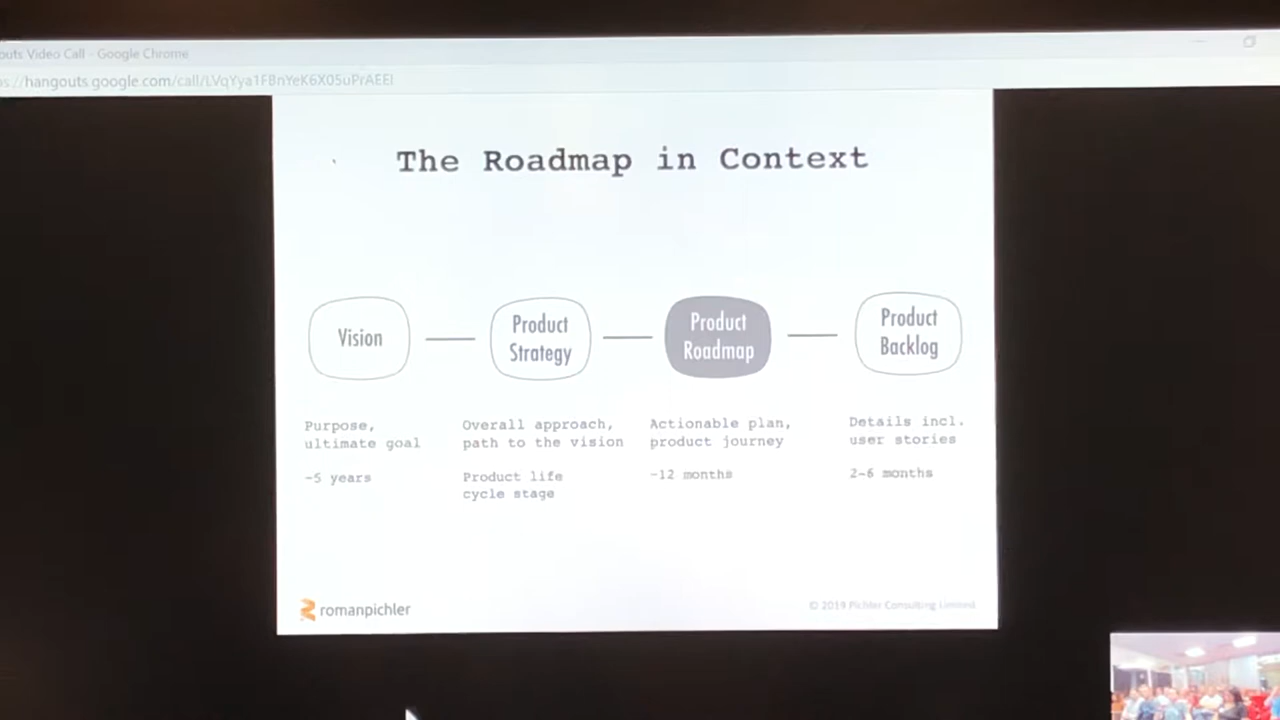 outs Video Call - Google Chrome
s://hangouts.google.com/call/LVqYya1FBnYeK6X05uPrAEEI
The Roadmap in Context
Vision
Product
Strategy
Product
Roadmap
Product
Backlog
Purpose,
ultimate goal
~5 years
Overall approach,
path to the vision
Product life
cycle stage
Actionable plan,
product journey
~12 months
Details incl.
user stories
2-6 months
romanpichler
© 2019 Pichler Consulting Limited